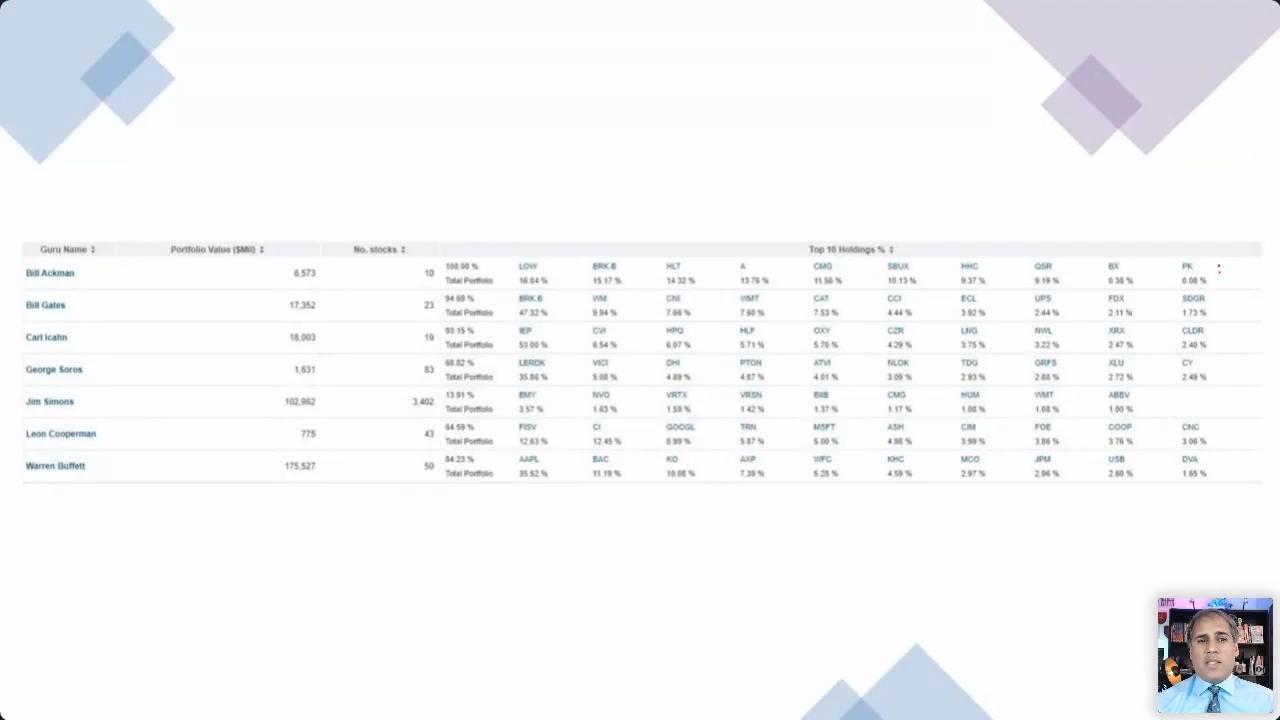 Guru Name Portfolio Value ($Mil) No. stocks Top 10 Holdings %
Bill Ackman 6,573 10 100.00 % LOW BRK.B HLT A CMG SBUX HHC QSR BX PK
Total Portfolio 16.04 % 15.17 % 14.32 % 13.76 % 11.56 % 10.13 % 9.37 % 9.19 % 0.38 % 0.08 %
Bill Gates 17,352 23 94.69 % BRK.B WM CNI WMT CAT CCI ECL UPS FDX SDGR
Total Portfolio 47.32 % 9.94 % 7.66 % 7.60 % 7.53 % 4.44 % 3.92 % 2.44 % 2.11 % 1.73 %
Carl Icahn 18,003 19 93.15 % IEP CVI HPQ HLF OXY CZR LNG NWL XRX CLDR
Total Portfolio 53.00 % 6.54 % 6.07 % 5.71 % 5.70 % 4.29 % 3.75 % 3.22 % 2.47 % 2.40 %
George Soros 1,631 83 68.82 % LBRDK VICI DHI PTON ATVI NLOK TDG GRFS XLU CY
Total Portfolio 35.86 % 5.08 % 4.89 % 4.87 % 4.01 % 3.09 % 2.93 % 2.88 % 2.72 % 2.49 %
Jim Simons 102,962 3,402 13.91 % BMY NVO VRTX VRSN BIIB CMG HUM WMT ABBV
Total Portfolio 3.57 % 1.63 % 1.59 % 1.42 % 1.37 % 1.17 % 1.08 % 1.08 % 1.00 %
Leon Cooperman 775 43 64.59 % FISV CI GOOGL TRN MSFT ASH CIM FOE COOP CNC
Total Portfolio 12.63 % 12.45 % 8.99 % 5.87 % 5.00 % 4.98 % 3.99 % 3.86 % 3.76 % 3.06 %
Warren Buffett 175,527 50 84.23 % AAPL BAC KO AXP WFC KHC MCO JPM USB DVA
Total Portfolio 35.52 % 11.19 % 10.08 % 7.39 % 5.28 % 4.59 % 2.97 % 2.96 % 2.60 % 1.65 %